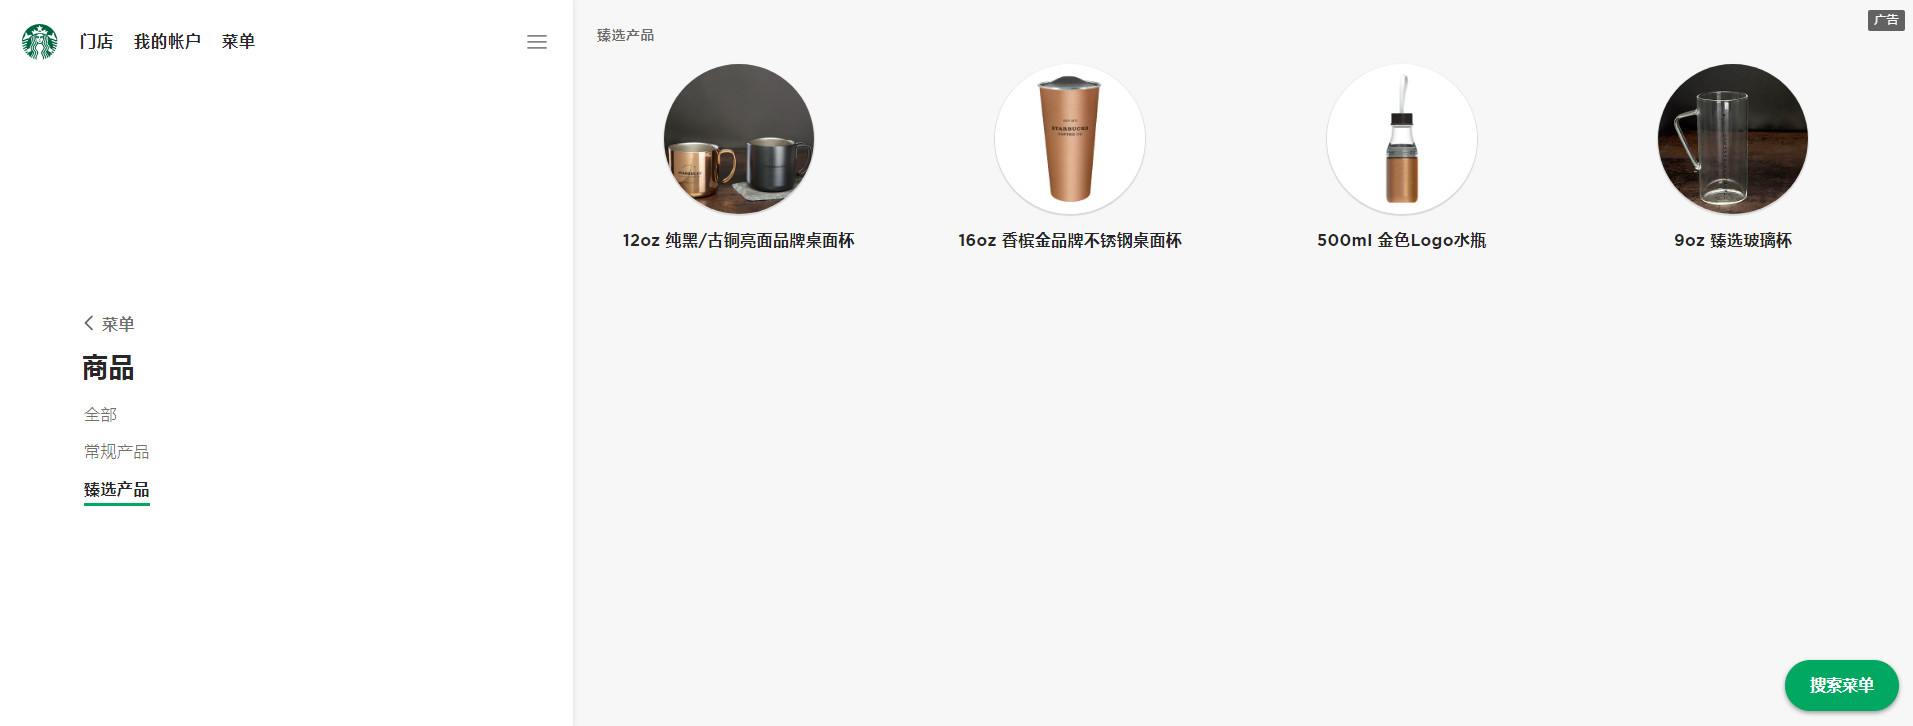 门店 我的帐户 菜单
菜单
商品
全部
常规产品
臻选产品
臻选产品
广告
STARBUCKS
12oz 纯黑/古铜亮面品牌桌面杯
16oz 香槟金品牌不锈钢桌面杯
500ml 金色Logo水瓶
9oz 臻选玻璃杯
搜索菜单